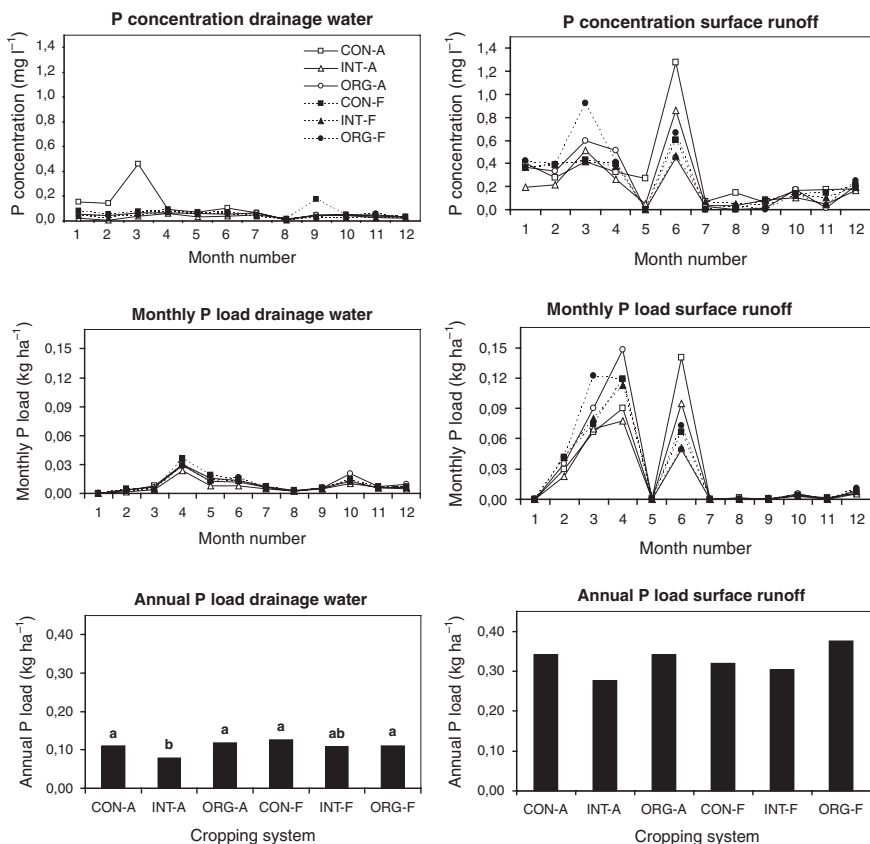 P concentration drainage water
P concentration (mg l⁻¹)
1,4
1,2
1,0
0,8
0,6
0,4
0,2
0,0
CON-A
INT-A
ORG-A
CON-F
INT-F
ORG-F
1 2 3 4 5 6 7 8 9 10 11 12
Month number
P concentration surface runoff
P concentration (mg l⁻¹)
1,4
1,2
1,0
0,8
0,6
0,4
0,2
0,0
1 2 3 4 5 6 7 8 9 10 11 12
Month number
Monthly P load drainage water
Monthly P load (kg ha⁻¹)
0,15
0,12
0,09
0,06
0,03
0,00
1 2 3 4 5 6 7 8 9 10 11 12
Month number
Monthly P load surface runoff
Monthly P load (kg ha⁻¹)
0,15
0,12
0,09
0,06
0,03
0,00
1 2 3 4 5 6 7 8 9 10 11 12
Month number
Annual P load drainage water
Annual P load (kg ha⁻¹)
0,40
0,30
0,20
0,10
0,00
a b a a ab a
CON-A INT-A ORG-A CON-F INT-F ORG-F
Cropping system
Annual P load surface runoff
Annual P load (kg ha⁻¹)
0,40
0,30
0,20
0,10
0,00
CON-A INT-A ORG-A CON-F INT-F ORG-F
Cropping system